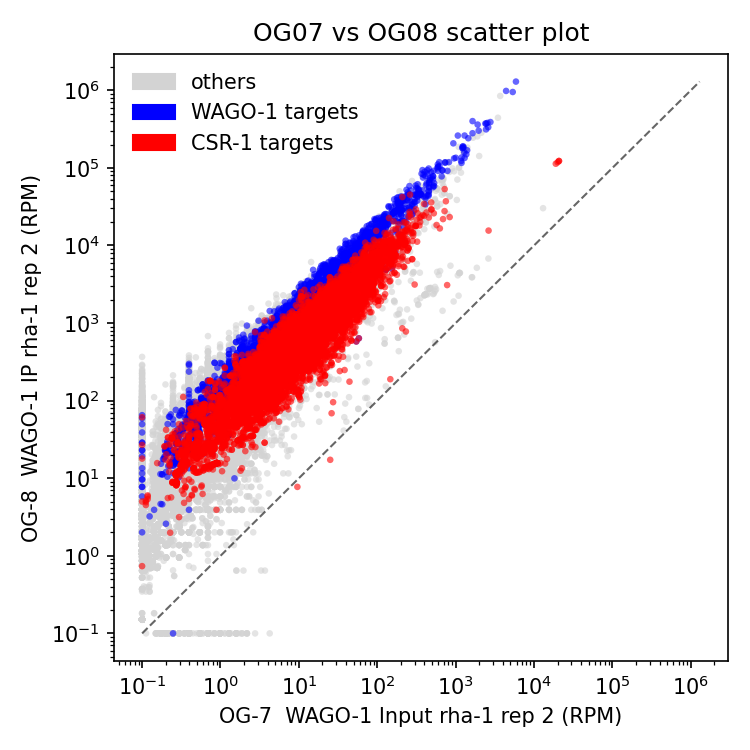 OG07 vs OG08 scatter plot
others
WAGO-1 targets
CSR-1 targets
OG-8  WAGO-1 IP rha-1 rep 2 (RPM)
10⁶
10⁵
10⁴
10³
10²
10¹
10⁰
10⁻¹
10⁻¹ 10⁰ 10¹ 10² 10³ 10⁴ 10⁵ 10⁶
OG-7  WAGO-1 Input rha-1 rep 2 (RPM)